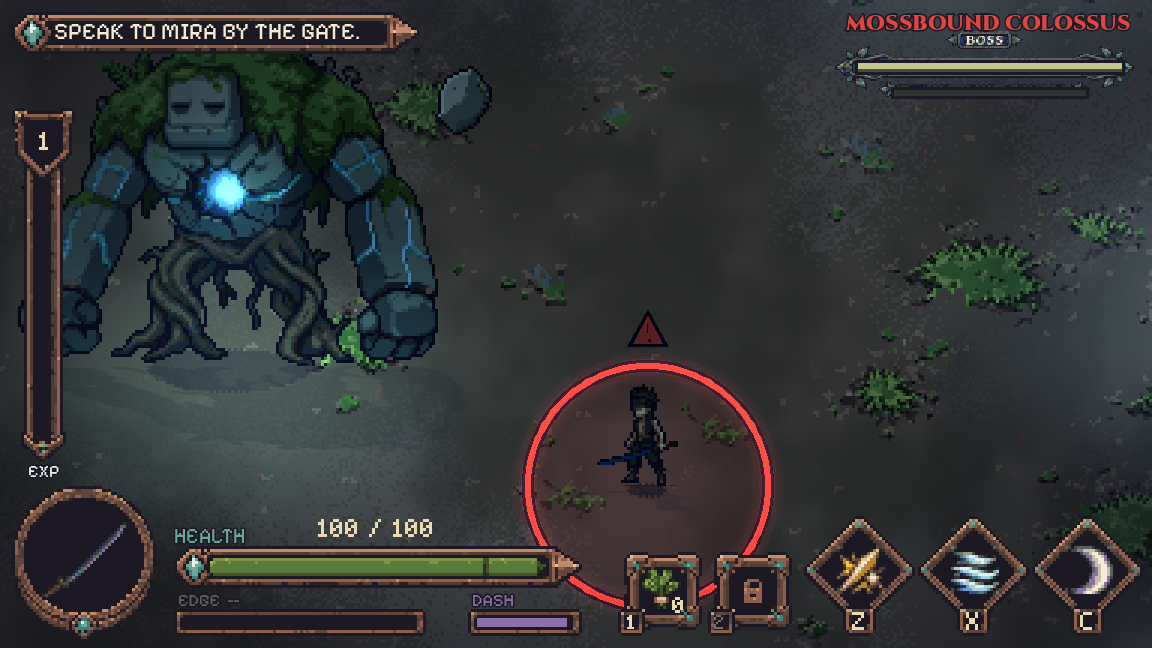 SPEAK TO MIRA BY THE GATE.
MOSSBOUND COLOSSUS
BOSS
1
EXP
HEALTH
100 / 100
EDGE --
DASH
0
1
2
Z
X
C